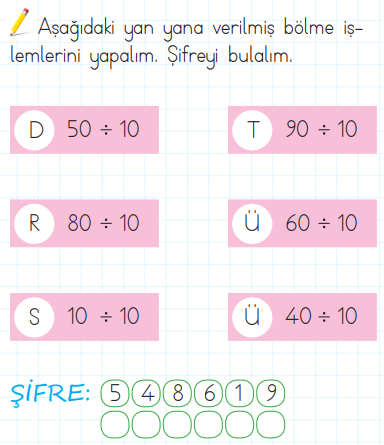 Aşağıdaki yan yana verilmiş bölme iş-
lemlerini yapalım. Şifreyi bulalım.
D 50 ÷ 10
T 90 ÷ 10
R 80 ÷ 10
Ü 60 ÷ 10
S 10 ÷ 10
Ü 40 ÷ 10
ŞİFRE: 5 4 8 6 1 9